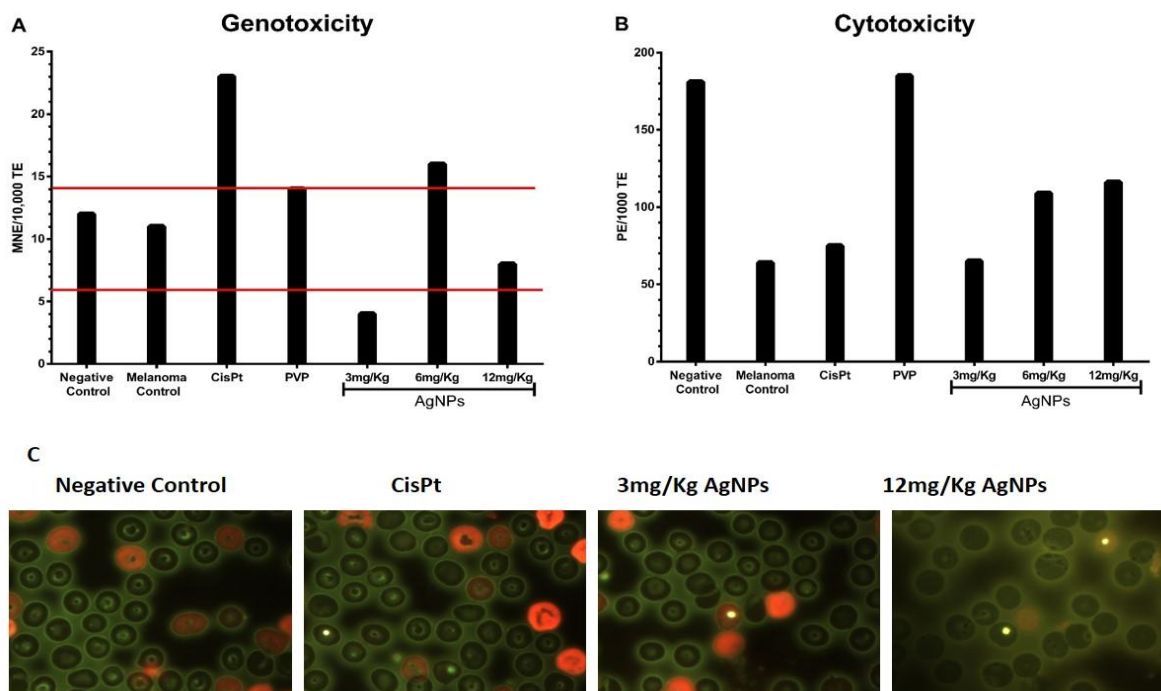 A
Genotoxicity
MNE/10,000 TE
25
20
15
10
5
0
Negative Control
Melanoma Control
CisPt
PVP
3mg/Kg
6mg/Kg
12mg/Kg
AgNPs
B
Cytotoxicity
PE/1000 TE
200
150
100
50
0
Negative Control
Melanoma Control
CisPt
PVP
3mg/Kg
6mg/Kg
12mg/Kg
AgNPs
C
Negative Control
CisPt
3mg/Kg AgNPs
12mg/Kg AgNPs